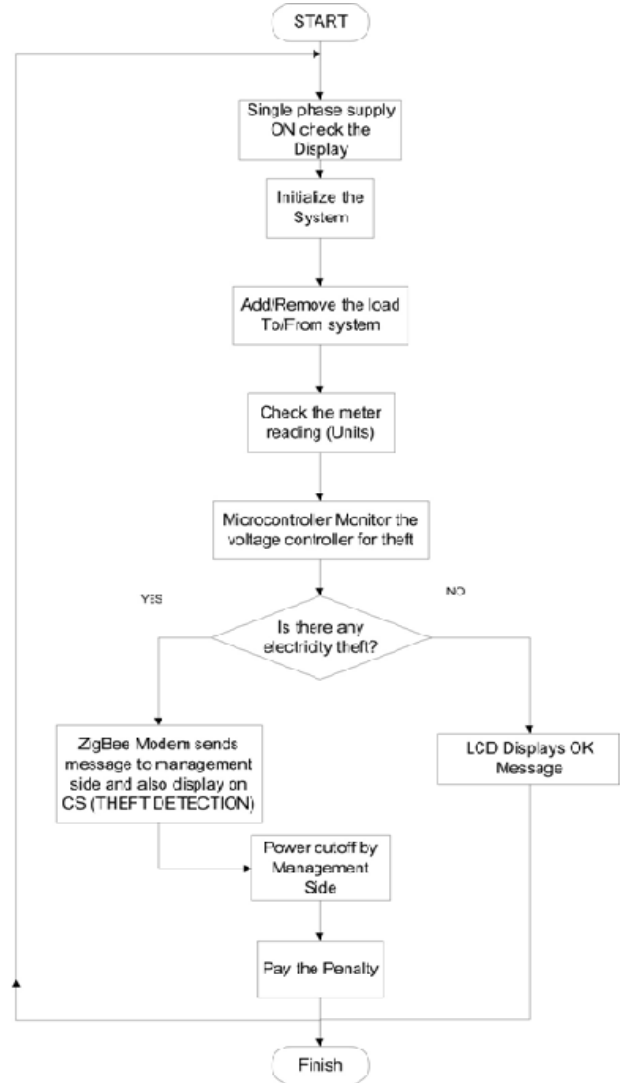 START
Single phase supply
ON check the
Display
Initialize the
System
Add/Remove the load
To/From system
Check the meter
reading (Units)
Microcontroller Monitor the
voltage controller for theft
YES
NO
Is there any
electricity theft?
ZigBee Modem sends
message to management
side and also display on
CS (THEFT DETECTION)
LCD Displays OK
Message
Power cutoff by
Management
Side
Pay the Penalty
Finish